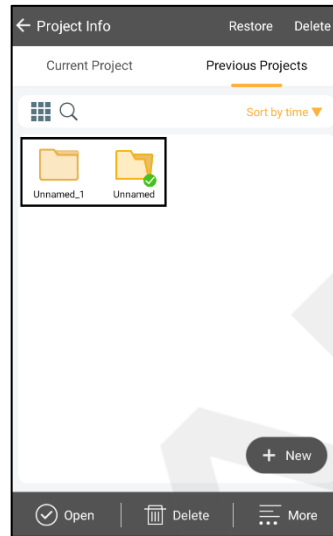 Project Info Restore Delete
Current Project Previous Projects
Sort by time
Unnamed_1 Unnamed
+ New
Open Delete More